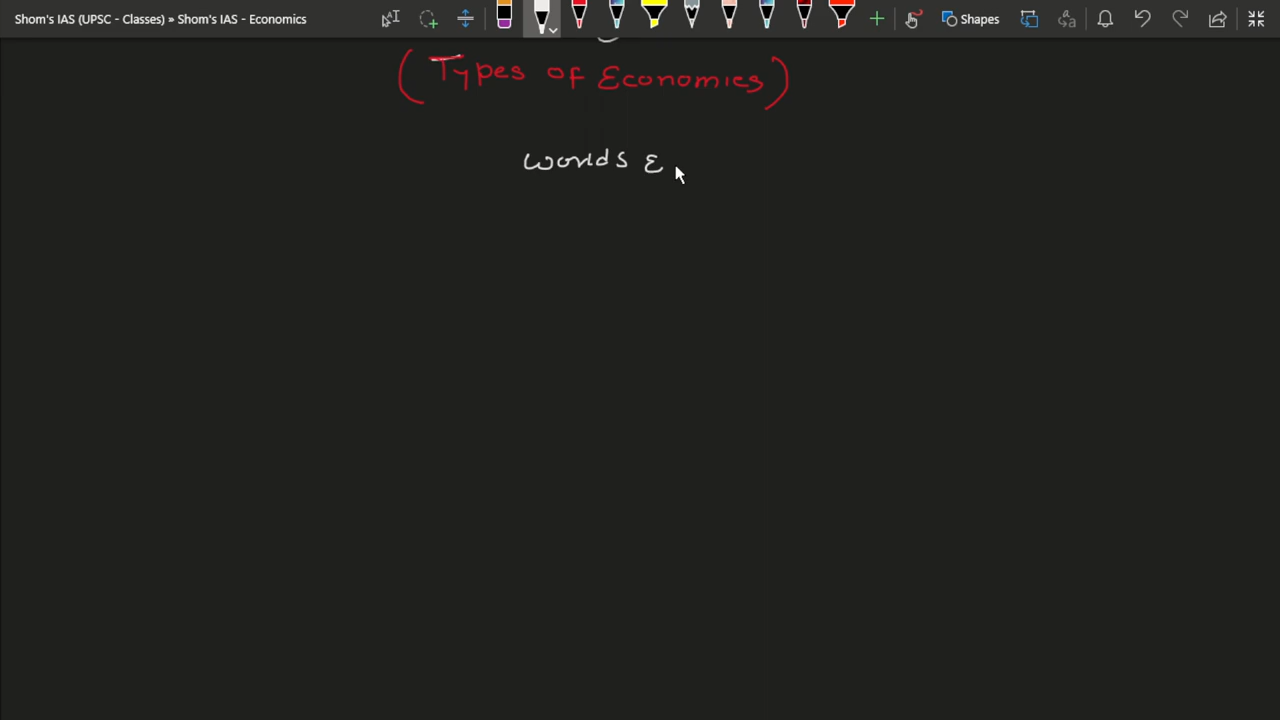 Shom's IAS (UPSC - Classes) » Shom's IAS - Economics
Shapes
(Types of Economies)
Worlds E